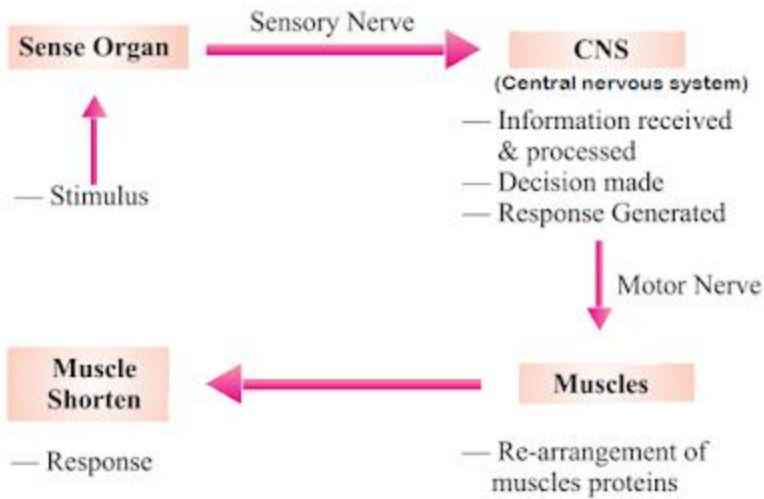 Sensory Nerve
Sense Organ
CNS
(Central nervous system)
— Information received
& processed
— Decision made
— Response Generated
— Stimulus
Motor Nerve
Muscles
— Re-arrangement of
muscles proteins
Muscle
Shorten
— Response